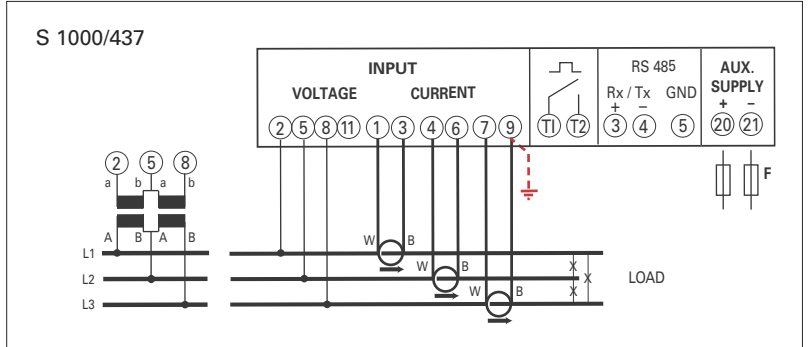 S 1000/437
INPUT
VOLTAGE CURRENT
RS 485
Rx / Tx GND
+ −
AUX.
SUPPLY
+ −
2 5 8 11 1 3 4 6 7 9 T1 T2 3 4 5 20 21
F
2 5 8
a b a b
A B A B
L1
L2
L3
W B
W B
W B
X
X X
LOAD